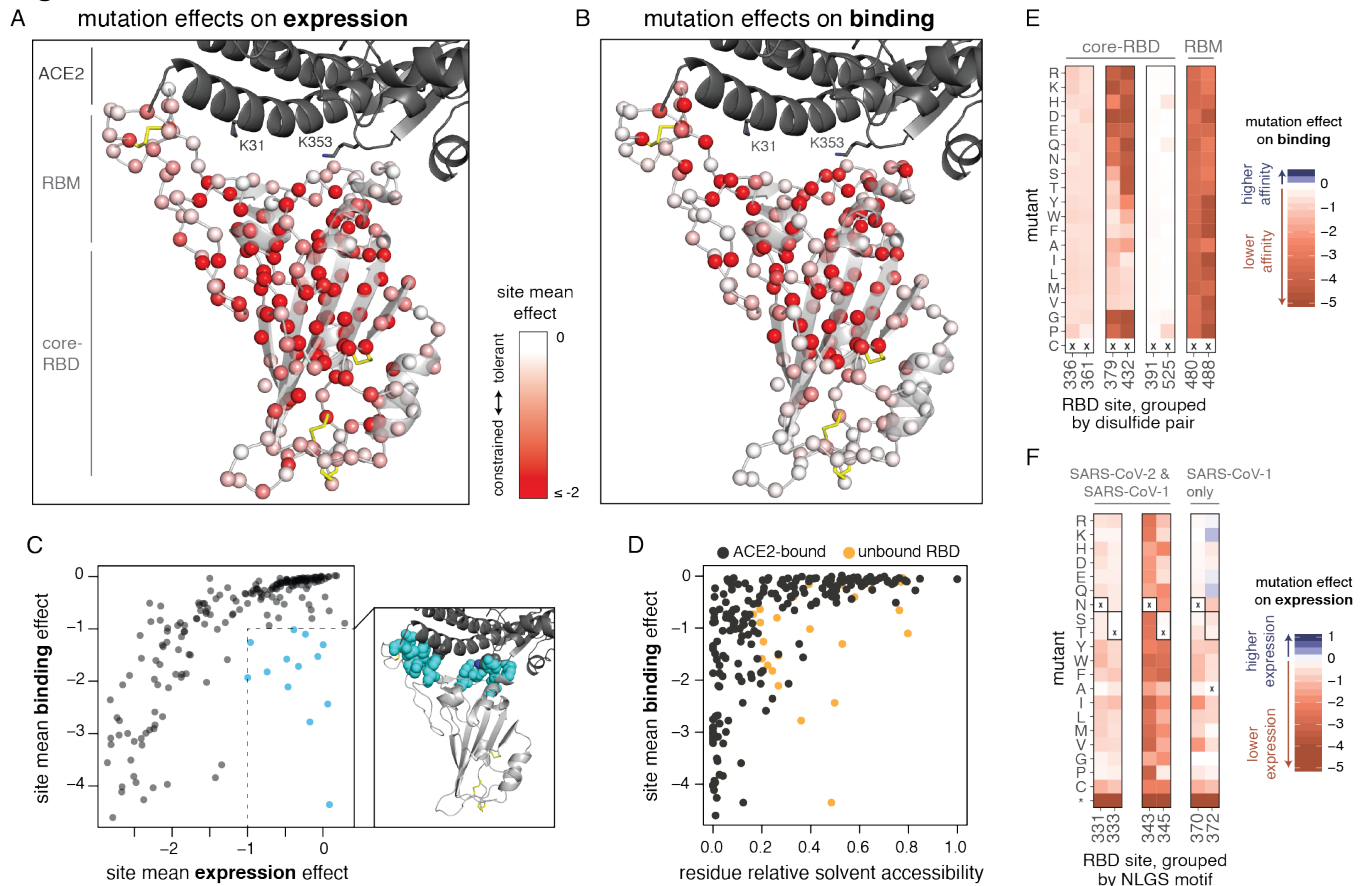 A
mutation effects on expression
ACE2
RBM
core-
RBD
K31
K353
site mean
effect
0
constrained ↔ tolerant
≤ -2
B
mutation effects on binding
K31
K353
C
site mean binding effect
0
−1
−2
−3
−4
−2
−1
0
site mean expression effect
D
ACE2-bound
unbound RBD
site mean binding effect
0
−1
−2
−3
−4
0.0
0.2
0.4
0.6
0.8
1.0
residue relative solvent accessibility
E
core-RBD
RBM
mutant
R
K
H
D
E
Q
N
S
T
Y
W
F
A
I
L
M
V
G
P
C
x x x x x x x x
336
361
379
432
391
525
480
488
RBD site, grouped
by disulfide pair
mutation effect
on binding
higher
affinity
lower
affinity
0
−1
−2
−3
−4
−5
F
SARS-CoV-2 &
SARS-CoV-1
SARS-CoV-1
only
mutant
R
K
H
D
E
Q
N
x x x
S
T
x x
Y
W
F
A
x
I
L
M
V
G
P
C
*
331
333
343
345
370
372
RBD site, grouped
by NLGS motif
mutation effect
on expression
higher
expression
lower
expression
1
0
−1
−2
−3
−4
−5